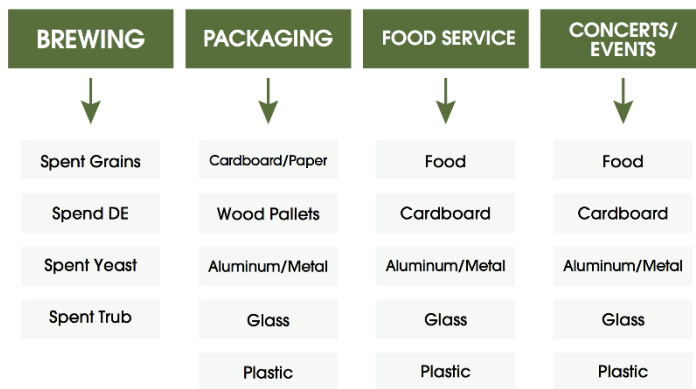 BREWING
Spent Grains
Spend DE
Spent Yeast
Spent Trub
PACKAGING
Cardboard/Paper
Wood Pallets
Aluminum/Metal
Glass
Plastic
FOOD SERVICE
Food
Cardboard
Aluminum/Metal
Glass
Plastic
CONCERTS/
EVENTS
Food
Cardboard
Aluminum/Metal
Glass
Plastic